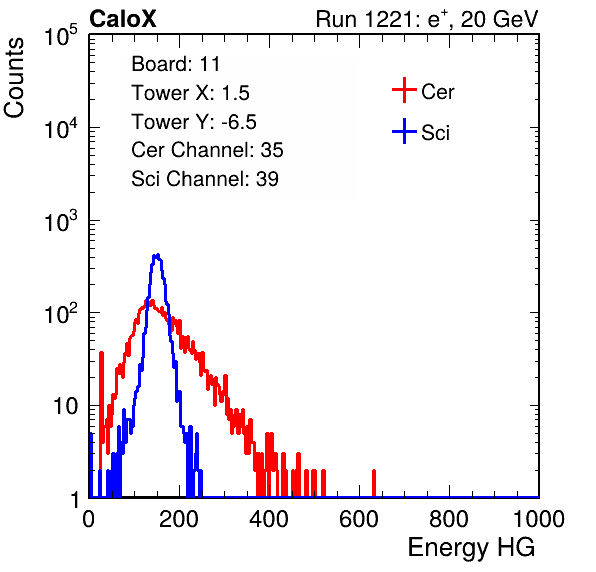 CaloX Run 1221: e⁺, 20 GeV
Counts
10⁵
10⁴
10³
10²
10
1
Board: 11
Tower X: 1.5
Tower Y: -6.5
Cer Channel: 35
Sci Channel: 39
Cer
Sci
0 200 400 600 800 1000
Energy HG